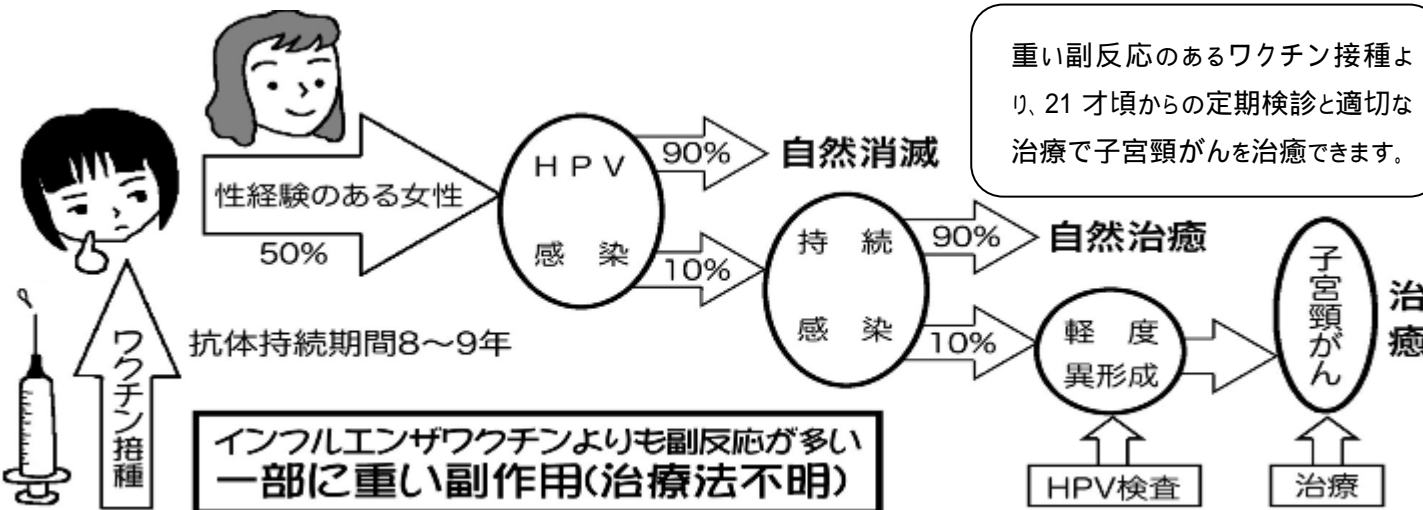 重い副反応のあるワクチン接種よ
り、21 才頃からの定期検診と適切な
治療で子宮頸がんを治癒できます。
性経験のある女性
50%
HPV
感染
90%
自然消滅
10%
持続
感染
90%
自然治癒
10%
軽度
異形成
子宮頸がん
治癒
ワクチン接種
抗体持続期間8〜9年
インフルエンザワクチンよりも副反応が多い
一部に重い副作用(治療法不明)
HPV検査
治療